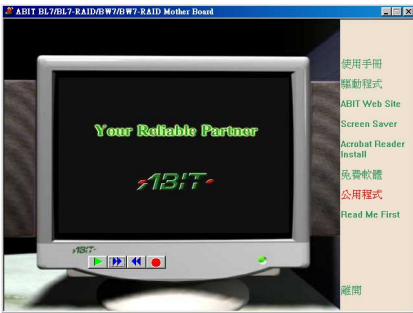 ABIT BL7/BL7-RAID/BW7/BW7-RAID Mother Board
Your Reliable Partner
ABIT
ABIT
使用手冊
驅動程式
ABIT Web Site
Screen Saver
Acrobat Reader
Install
免費軟體
公用程式
Read Me First
離開